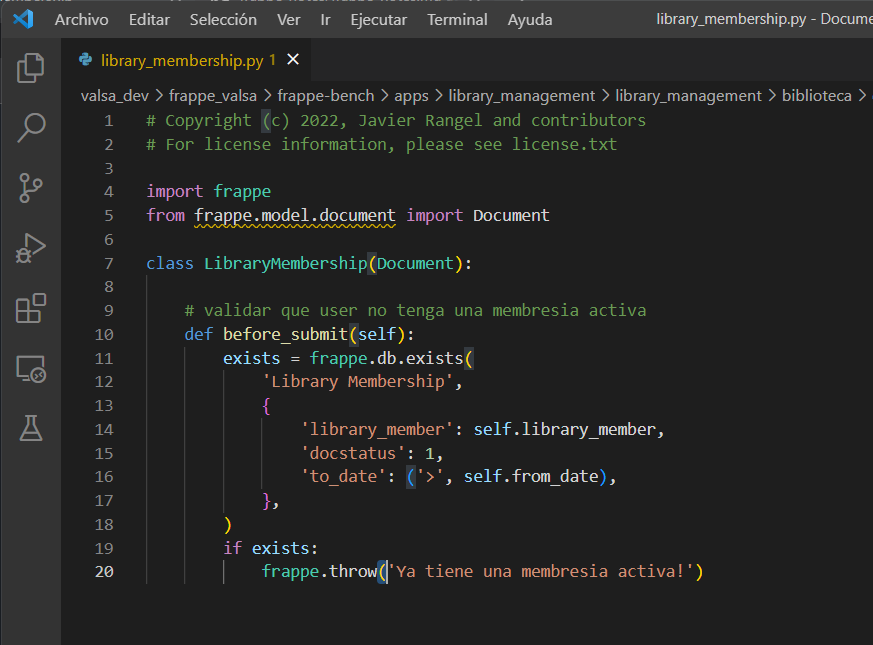 Archivo Editar Selección Ver Ir Ejecutar Terminal Ayuda library_membership.py - Docume
library_membership.py 1
valsa_dev > frappe_valsa > frappe-bench > apps > library_management > library_management > biblioteca >
1 # Copyright (c) 2022, Javier Rangel and contributors
2 # For license information, please see license.txt
3
4 import frappe
5 from frappe.model.document import Document
6
7 class LibraryMembership(Document):
8
9     # validar que user no tenga una membresia activa
10     def before_submit(self):
11         exists = frappe.db.exists(
12             'Library Membership',
13             {
14                 'library_member': self.library_member,
15                 'docstatus': 1,
16                 'to_date': ('>', self.from_date),
17             },
18         )
19         if exists:
20             frappe.throw('Ya tiene una membresia activa!')